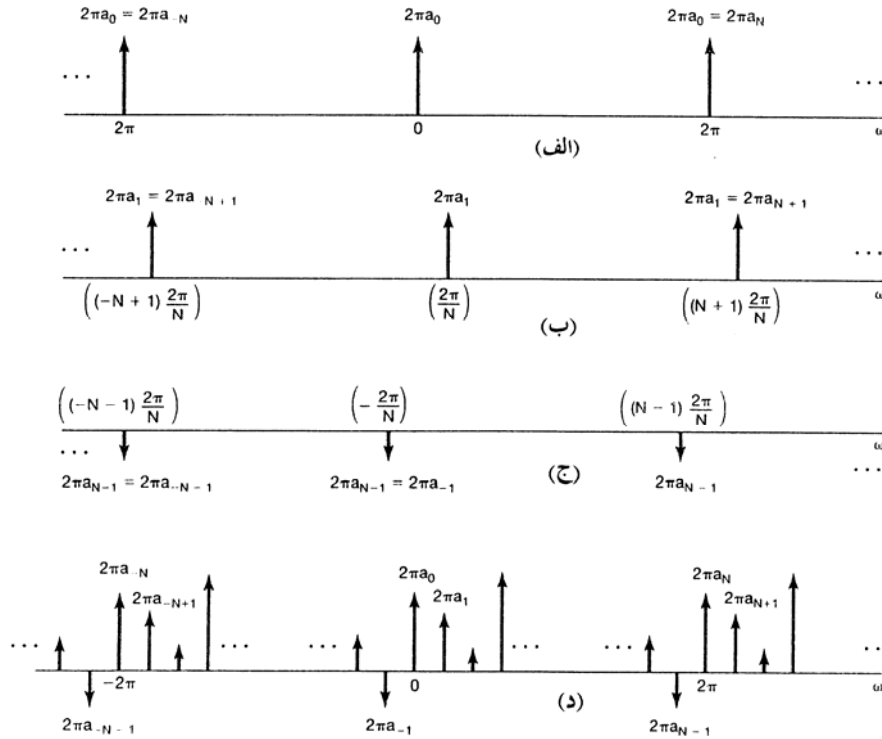 2πa₀ = 2πa₋N 2πa₀ 2πa₀ = 2πaN
... ...
2π 0 2π ω
(الف)
2πa₁ = 2πa₋N + 1 2πa₁ 2πa₁ = 2πaN + 1
... ...
((-N + 1) 2π/N) (2π/N) ((N + 1) 2π/N) ω
(ب)
((-N - 1) 2π/N) (- 2π/N) ((N - 1) 2π/N)
ω
... ...
2πaN-1 = 2πa₋N - 1 2πaN-1 = 2πa₋₁ 2πaN - 1
(ج)
2πa₋N 2πa₀ 2πaN
2πa₋N+1 2πa₁ 2πaN+1
... ... ... ... ... ...
-2π 0 2π ω
(د)
2πa₋N - 1 2πa₋₁ 2πaN - 1